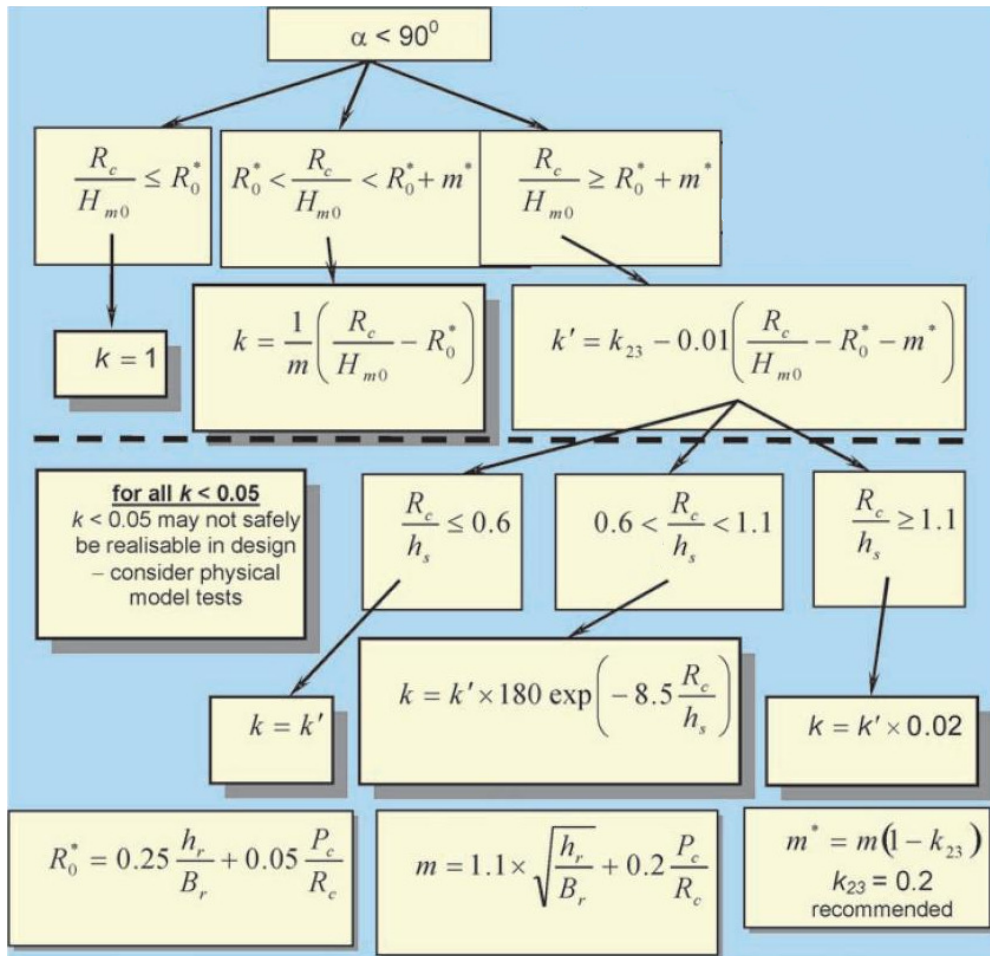 α < 90⁰
R_c / H_m0 ≤ R_0^*
R_0^* < R_c / H_m0 < R_0^* + m^*
R_c / H_m0 ≥ R_0^* + m^*
k = 1
k = 1/m ( R_c / H_m0 − R_0^* )
k′ = k_23 − 0.01 ( R_c / H_m0 − R_0^* − m^* )
for all k < 0.05
k < 0.05 may not safely
be realisable in design
– consider physical
model tests
R_c / h_s ≤ 0.6
0.6 < R_c / h_s < 1.1
R_c / h_s ≥ 1.1
k = k′
k = k′ × 180 exp ( − 8.5 R_c / h_s )
k = k′ × 0.02
R_0^* = 0.25 h_r / B_r + 0.05 P_c / R_c
m = 1.1 × √(h_r / B_r) + 0.2 P_c / R_c
m^* = m(1 − k_23)
k_23 = 0.2
recommended